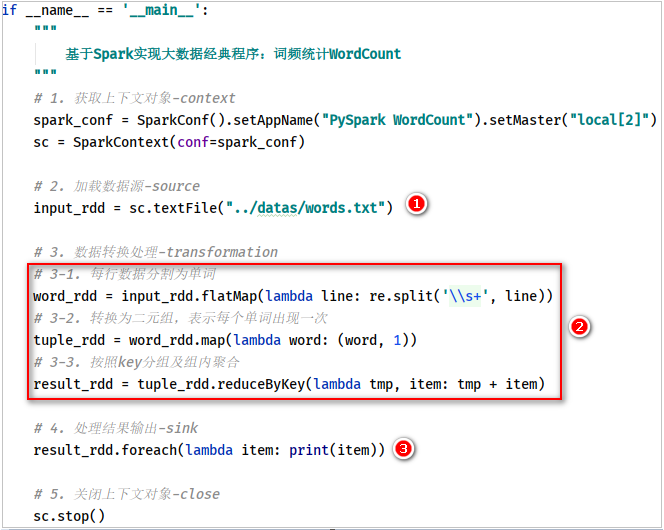 if __name__ == '__main__':
    """
        基于Spark实现大数据经典程序：词频统计WordCount
    """
    # 1. 获取上下文对象-context
    spark_conf = SparkConf().setAppName("PySpark WordCount").setMaster("local[2]")
    sc = SparkContext(conf=spark_conf)

    # 2. 加载数据源-source
    input_rdd = sc.textFile("../datas/words.txt") 1

    # 3. 数据转换处理-transformation
    # 3-1. 每行数据分割为单词
    word_rdd = input_rdd.flatMap(lambda line: re.split('\\s+', line))
    # 3-2. 转换为二元组，表示每个单词出现一次
    tuple_rdd = word_rdd.map(lambda word: (word, 1)) 2
    # 3-3. 按照key分组及组内聚合
    result_rdd = tuple_rdd.reduceByKey(lambda tmp, item: tmp + item)

    # 4. 处理结果输出-sink
    result_rdd.foreach(lambda item: print(item)) 3

    # 5. 关闭上下文对象-close
    sc.stop()